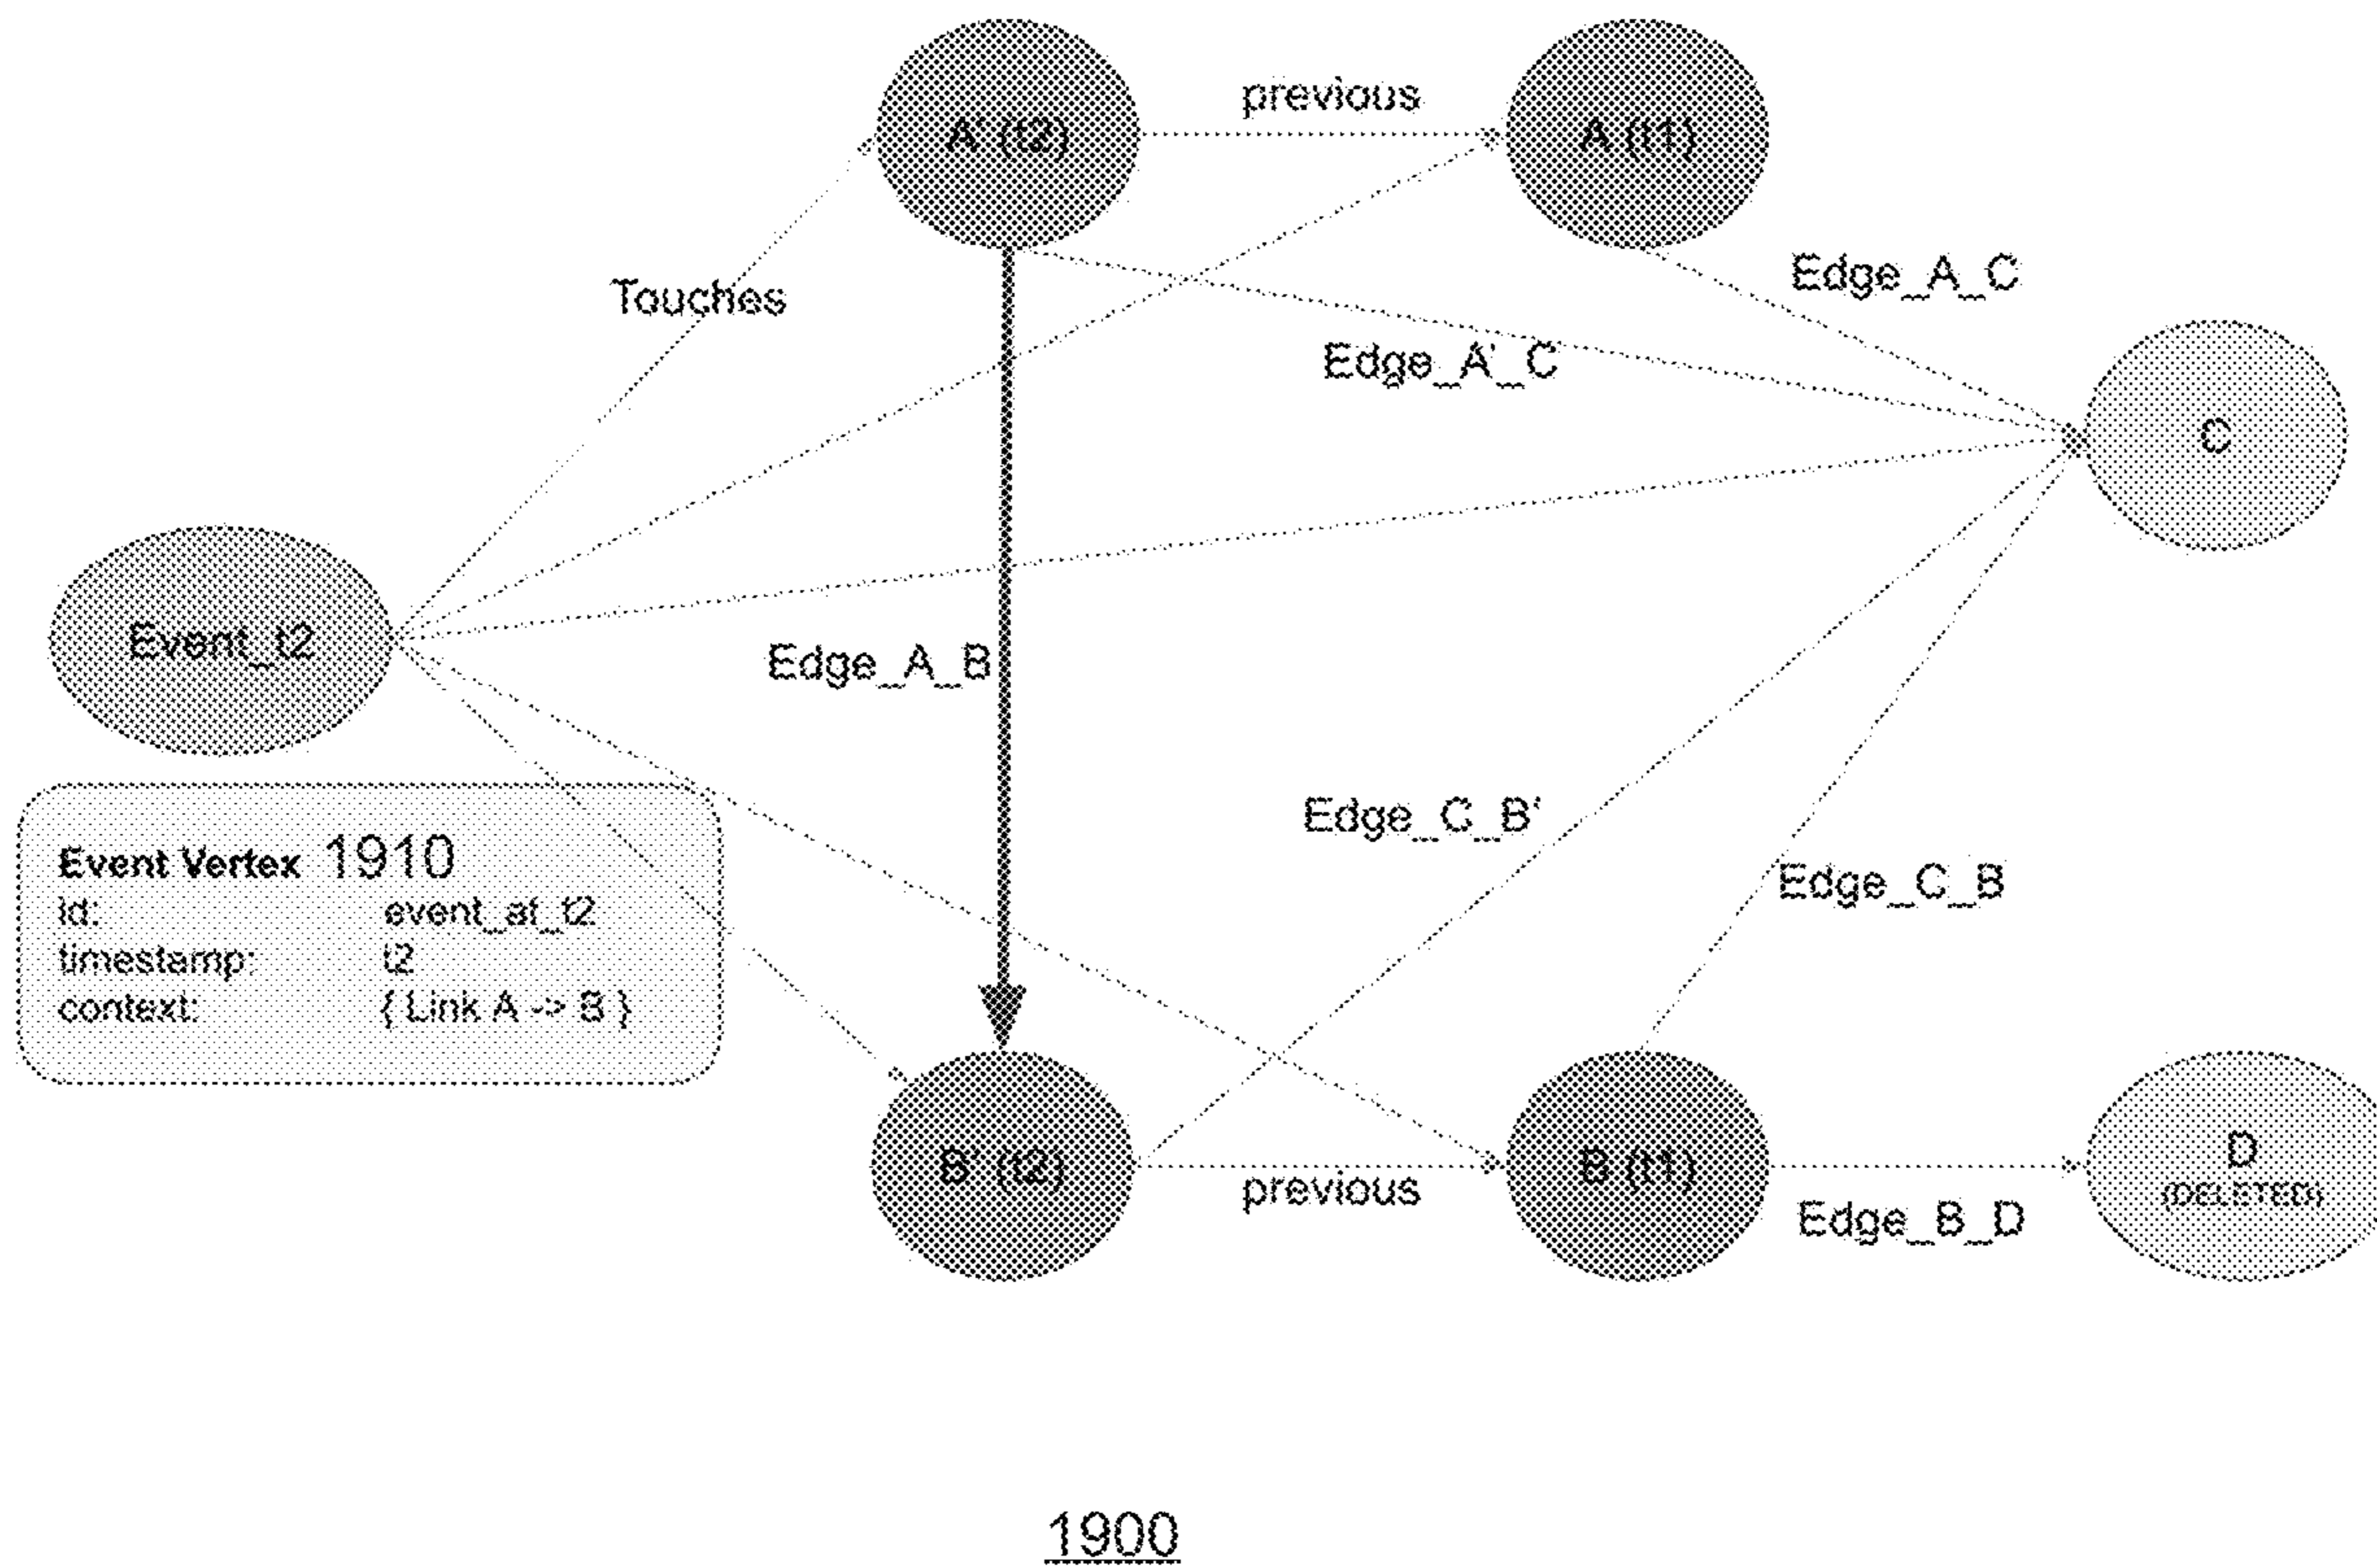 A' (t2)
previous
A (t1)
Touches
Edge_A_C
Edge_A'_C
C
Event_t2
Edge_A_B
Edge_C_B'
Edge_C_B
Event Vertex 1910
id: event_at_t2
timestamp: t2
context: { Link A -> B }
B' (t2)
previous
B (t1)
D
(DELETED)
Edge_B_D
1900